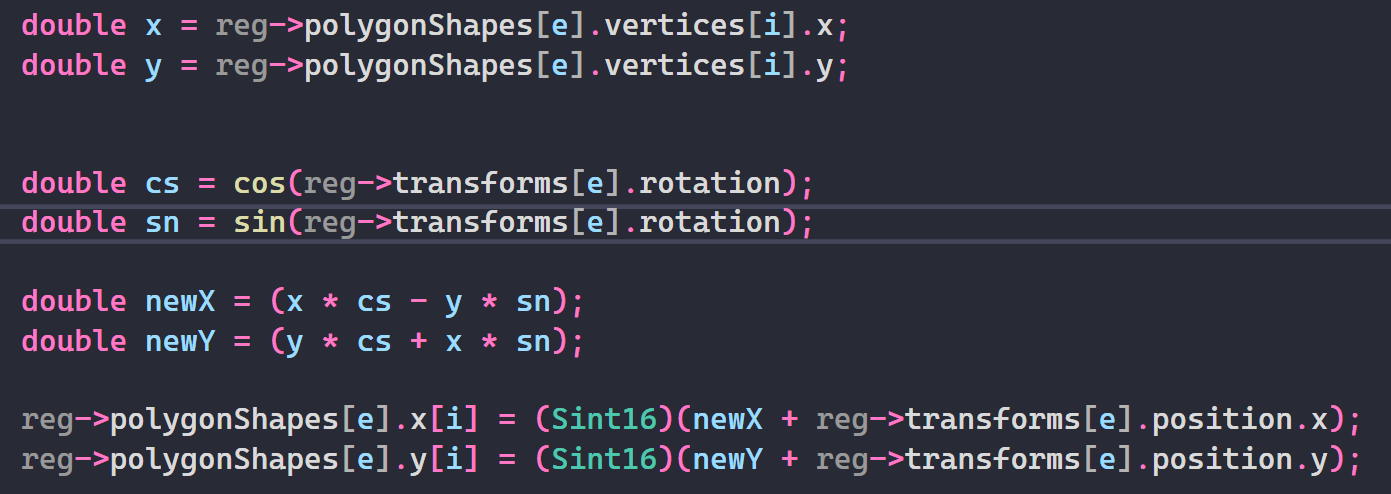 double x = reg->polygonShapes[e].vertices[i].x;
double y = reg->polygonShapes[e].vertices[i].y;
double cs = cos(reg->transforms[e].rotation);
double sn = sin(reg->transforms[e].rotation);
double newX = (x * cs - y * sn);
double newY = (y * cs + x * sn);
reg->polygonShapes[e].x[i] = (Sint16)(newX + reg->transforms[e].position.x);
reg->polygonShapes[e].y[i] = (Sint16)(newY + reg->transforms[e].position.y);